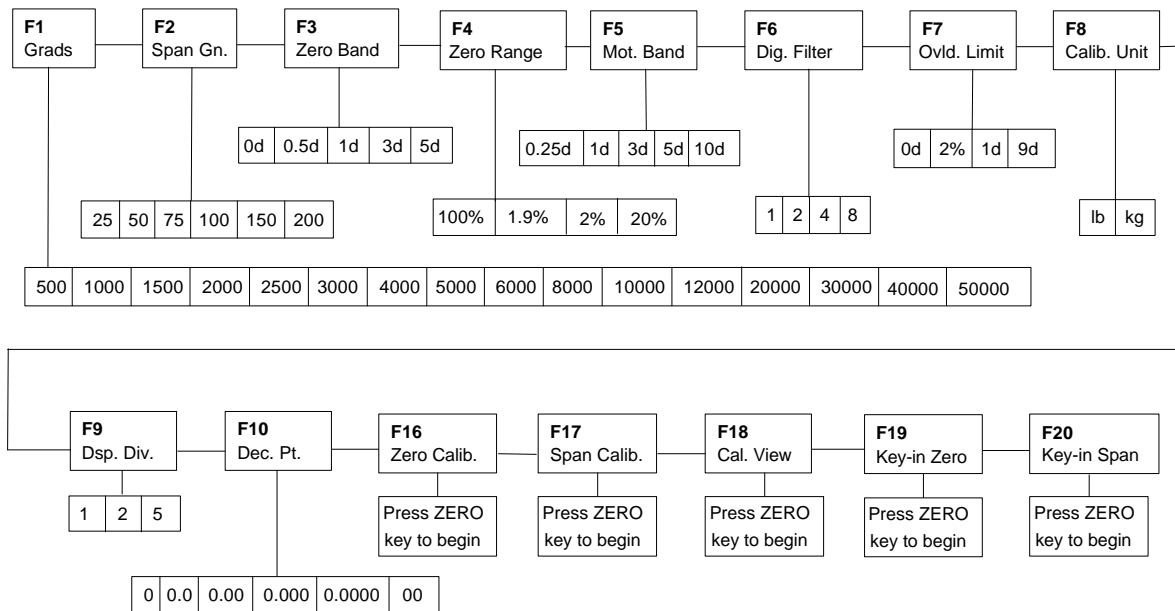 F1 F2 F3 F4 F5 F6 F7 F8
Grads Span Gn. Zero Band Zero Range Mot. Band Dig. Filter Ovld. Limit Calib. Unit
0d 0.5d 1d 3d 5d 0.25d 1d 3d 5d 10d 0d 2% 1d 9d
25 50 75 100 150 200 100% 1.9% 2% 20% 1 2 4 8 lb kg
500 1000 1500 2000 2500 3000 4000 5000 6000 8000 10000 12000 20000 30000 40000 50000
F9 F10 F16 F17 F18 F19 F20
Dsp. Div. Dec. Pt. Zero Calib. Span Calib. Cal. View Key-in Zero Key-in Span
1 2 5 Press ZERO Press ZERO Press ZERO Press ZERO Press ZERO
key to begin key to begin key to begin key to begin key to begin
0 0.0 0.00 0.000 0.0000 00